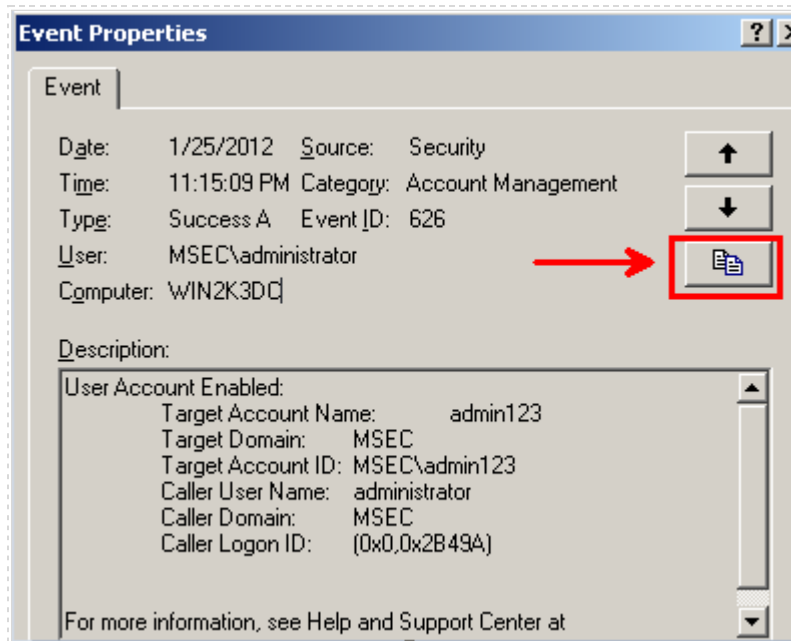 Event Properties
Event
Date: 1/25/2012 Source: Security
Time: 11:15:09 PM Category: Account Management
Type: Success A Event ID: 626
User: MSEC\administrator
Computer: WIN2K3DC
Description:
User Account Enabled:
Target Account Name: admin123
Target Domain: MSEC
Target Account ID: MSEC\admin123
Caller User Name: administrator
Caller Domain: MSEC
Caller Logon ID: (0x0,0x2B49A)
For more information, see Help and Support Center at